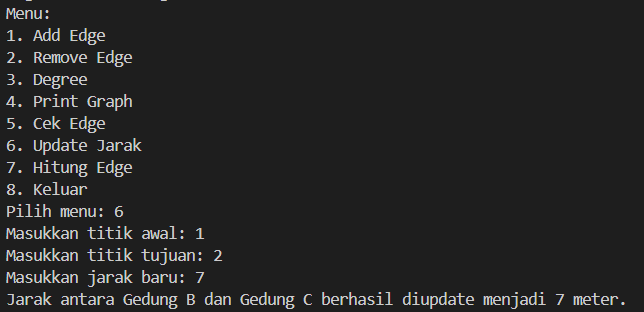 Menu:
1. Add Edge
2. Remove Edge
3. Degree
4. Print Graph
5. Cek Edge
6. Update Jarak
7. Hitung Edge
8. Keluar
Pilih menu: 6
Masukkan titik awal: 1
Masukkan titik tujuan: 2
Masukkan jarak baru: 7
Jarak antara Gedung B dan Gedung C berhasil diupdate menjadi 7 meter.